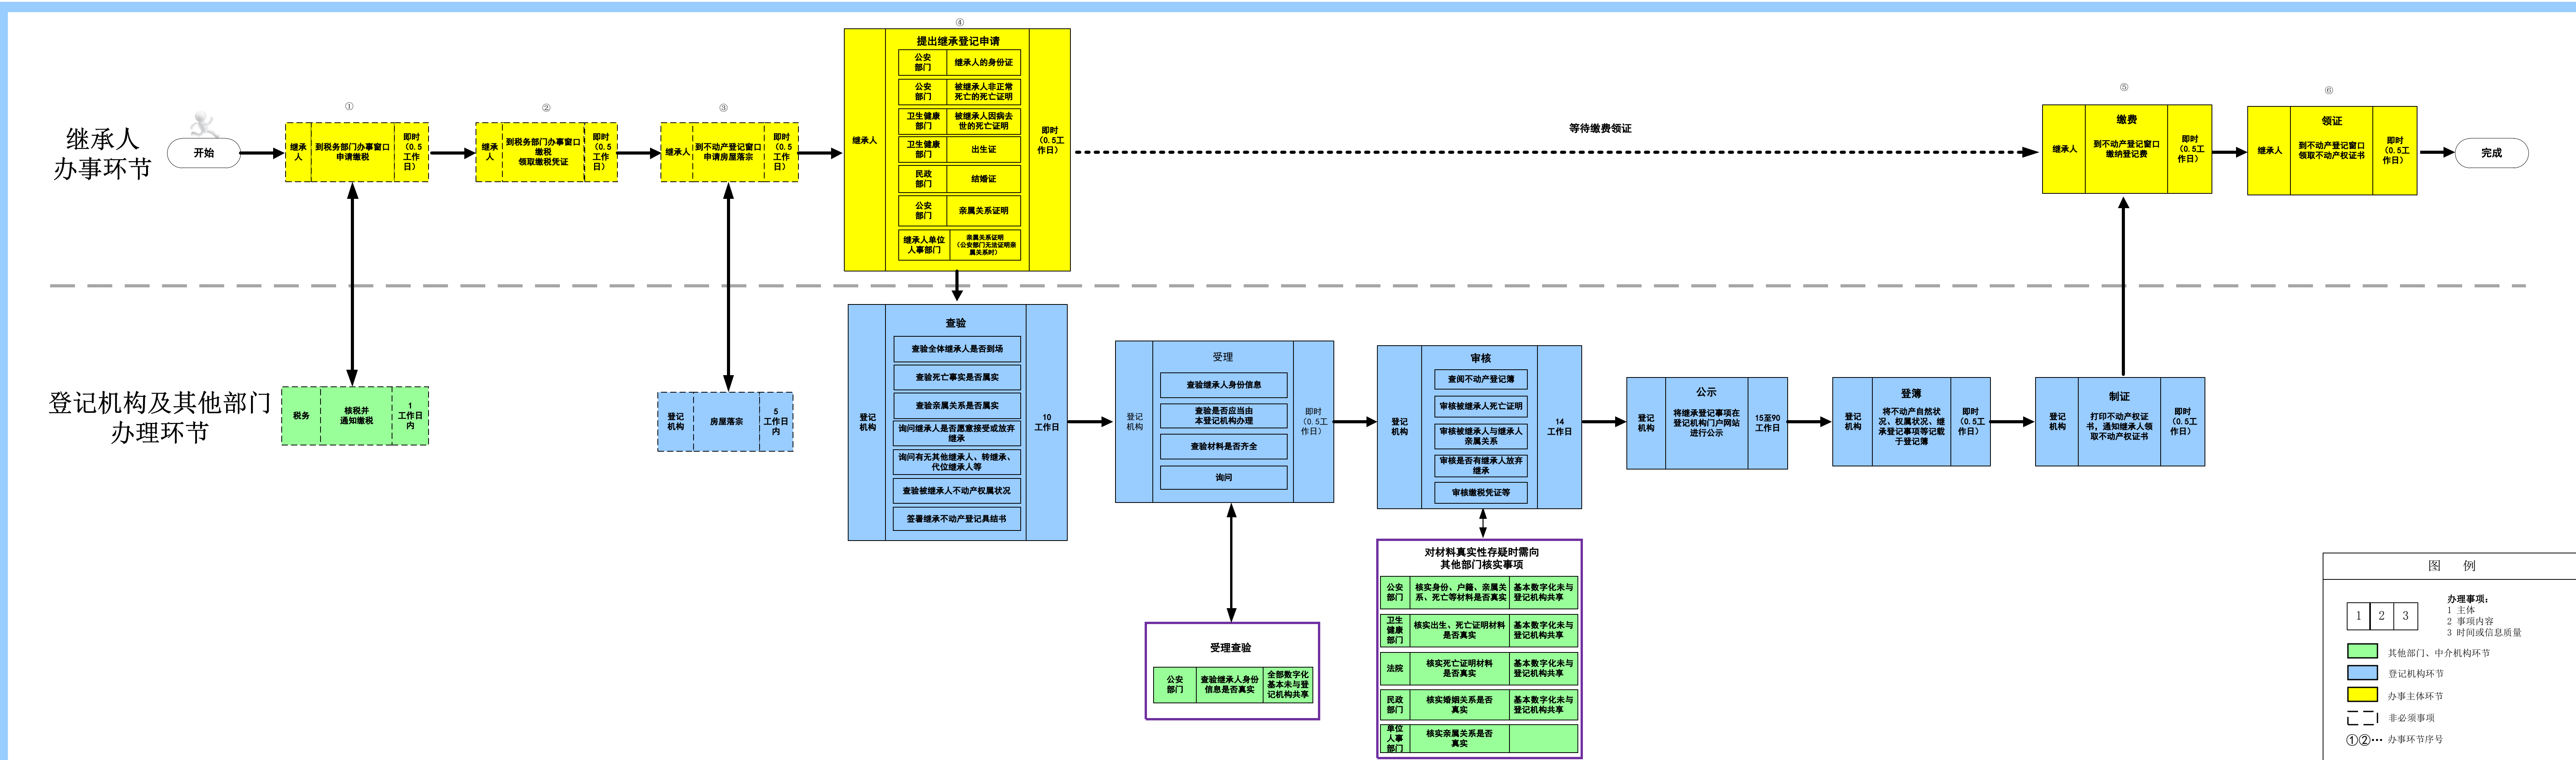 ④
①
②
③
⑤
⑥
继承人
办事环节
开始
继承
人
到税务部门办事窗口
申请缴税
即时
(0.5
工作
日)
继承
人
到税务部门办事窗口
缴税
领取缴税凭证
即时
(0.5
工作
日)
继承人
到不动产登记窗口
申请房屋落宗
即时
(0.5
工作
日)
继承人
提出继承登记申请
公安
部门
继承人的身份证
公安
部门
被继承人非正常
死亡的死亡证明
卫生健康
部门
被继承人因病去
世的死亡证明
卫生健康
部门
出生证
民政
部门
结婚证
公安
部门
亲属关系证明
继承人单位
人事部门
亲属关系证明
(公安部门无法证明亲
属关系时)
即时
(0.5工
作日)
等待缴费领证
继承人
缴费
到不动产登记窗口
缴纳登记费
即时
(0.5工
作日)
继承人
领证
到不动产登记窗口
领取不动产权证书
即时
(0.5工
作日)
完成
登记机构及其他部门
办理环节
税务
核税并
通知缴税
1
工作日
内
登记
机构
房屋落宗
5
工作日
内
登记
机构
查验
查验全体继承人是否到场
查验死亡事实是否属实
查验亲属关系是否属实
询问继承人是否愿意接受或放弃
继承
询问有无其他继承人、转继承、
代位继承人等
查验被继承人不动产权属状况
签署继承不动产登记具结书
10
工作日
登记
机构
受理
查验继承人身份信息
查验是否应当由
本登记机构办理
查验材料是否齐全
询问
即时
(0.5工
作日)
登记
机构
审核
查阅不动产登记簿
审核被继承人死亡证明
审核被继承人与继承人
亲属关系
审核是否有继承人放弃
继承
审核缴税凭证等
14
工作日
登记
机构
公示
将继承登记事项在
登记机构门户网站
进行公示
15至90
工作日
登记
机构
登簿
将不动产自然状
况、权属状况、继
承登记事项等记载
于登记簿
即时
(0.5工
作日)
登记
机构
制证
打印不动产权证
书，通知继承人领
取不动产权证书
即时
(0.5工
作日)
受理查验
公安
部门
查验继承人身份
信息是否真实
全部数字化
基本未与登
记机构共享
对材料真实性存疑时需向
其他部门核实事项
公安
部门
核实身份、户籍、亲属关
系、死亡等材料是否真实
基本数字化未与
登记机构共享
卫生
健康
部门
核实出生、死亡证明材料
是否真实
基本数字化未与
登记机构共享
法院
核实死亡证明材料
是否真实
基本数字化未与
登记机构共享
民政
部门
核实婚姻关系是否
真实
基本数字化未与
登记机构共享
单位
人事
部门
核实亲属关系是否
真实
图 例
1 2 3
办理事项：
1 主体
2 事项内容
3 时间或信息质量
其他部门、中介机构环节
登记机构环节
办事主体环节
非必须事项
①②… 办事环节序号